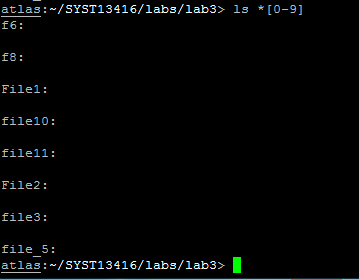 atlas:~/SYST13416/labs/lab3> ls *[0-9]
f6:
f8:
File1:
file10:
file11:
File2:
file3:
file_5:
atlas:~/SYST13416/labs/lab3>